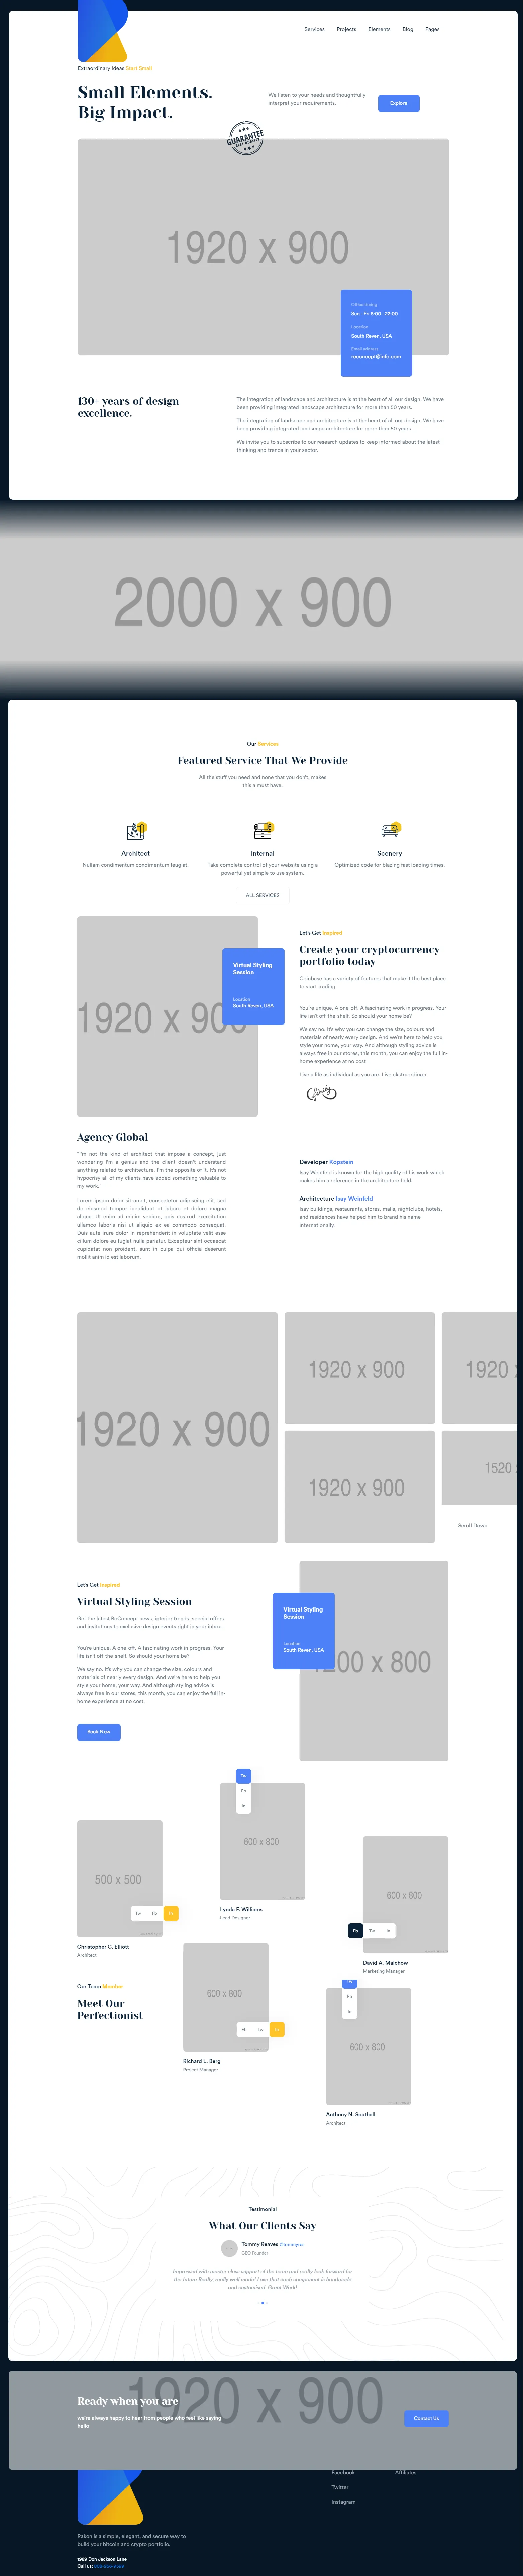 Services Projects Elements Blog Pages
Extraordinary Ideas Start Small
Small Elements.
Big Impact.
We listen to your needs and thoughtfully
interpret your requirements.
Explore
GUARANTEE
BEST QUALITY
1920 x 900
Office timing
Sun - Fri 8:00 - 22:00
Location
South Reven, USA
Email address
reconcept@info.com
130+ years of design
excellence.
The integration of landscape and architecture is at the heart of all our design. We have
been providing integrated landscape architecture for more than 50 years.
The integration of landscape and architecture is at the heart of all our design. We have
been providing integrated landscape architecture for more than 50 years.
We invite you to subscribe to our research updates to keep informed about the latest
thinking and trends in your sector.
2000 x 900
Our Services
Featured Service That We Provide
All the stuff you need and none that you don't, makes
this a must have.
Architect
Nullam condimentum condimentum feugiat.
Internal
Take complete control of your website using a
powerful yet simple to use system.
Scenery
Optimized code for blazing fast loading times.
ALL SERVICES
1920 x 900
Virtual Styling
Session
Location
South Reven, USA
Let's Get Inspired
Create your cryptocurrency
portfolio today
Coinbase has a variety of features that make it the best place
to start trading
You're unique. A one-off. A fascinating work in progress. Your
life isn't off-the-shelf. So should your home be?
We say no. It's why you can change the size, colours and
materials of nearly every design. And we're here to help you
style your home, your way. And although styling advice is
always free in our stores, this month, you can enjoy the full in-
home experience at no cost
Live a life as individual as you are. Live ekstraordinær.
Family
Agency Global
"I'm not the kind of architect that impose a concept, just
wondering I'm a genius and the client doesn't understand
anything related to architecture. I'm the opposite of it. It's not
hypocrisy all of my clients have added something valuable to
my work."
Lorem ipsum dolor sit amet, consectetur adipiscing elit, sed
do eiusmod tempor incididunt ut labore et dolore magna
aliqua. Ut enim ad minim veniam, quis nostrud exercitation
ullamco laboris nisi ut aliquip ex ea commodo consequat.
Duis aute irure dolor in reprehenderit in voluptate velit esse
cillum dolore eu fugiat nulla pariatur. Excepteur sint occaecat
cupidatat non proident, sunt in culpa qui officia deserunt
mollit anim id est laborum.
Developer Kopstein
Isay Weinfeld is known for the high quality of his work which
makes him a reference in the architecture field.
Architecture Isay Weinfeld
Isay buildings, restaurants, stores, malls, nightclubs, hotels,
and residences have helped him to brand his name
internationally.
1920 x 900
1920 x 900
1920 x
1920 x 900
1520
Scroll Down
Let's Get Inspired
Virtual Styling Session
Get the latest BoConcept news, interior trends, special offers
and invitations to exclusive design events right in your inbox.
You're unique. A one-off. A fascinating work in progress. Your
life isn't off-the-shelf. So should your home be?
We say no. It's why you can change the size, colours and
materials of nearly every design. And we're here to help you
style your home, your way. And although styling advice is
always free in our stores, this month, you can enjoy the full in-
home experience at no cost.
Book Now
Virtual Styling
Session
Location
South Reven, USA
1200 x 800
Tw
Fb
In
600 x 800
Lynda F. Williams
Lead Designer
500 x 500
Tw Fb In
Christopher C. Elliott
Architect
600 x 800
Fb Tw In
David A. Malchow
Marketing Manager
Our Team Member
Meet Our
Perfectionist
600 x 800
Fb Tw In
Richard L. Berg
Project Manager
Tw
Fb
In
600 x 800
Anthony N. Southall
Architect
Testimonial
What Our Clients Say
Tommy Reaves @tommyrea
CEO Founder
Impressed with master class support of the team and really look forward for
the future.Really, really well made! Love that each component is handmade
and customised. Great Work!
1920 x 900
Ready when you are
we're always happy to hear from people who feel like saying
hello
Contact Us
Facebook
Affiliates
Twitter
Instagram
Rakon is a simple, elegant, and secure way to
build your bitcoin and crypto portfolio.
1989 Don Jackson Lane
Call us: